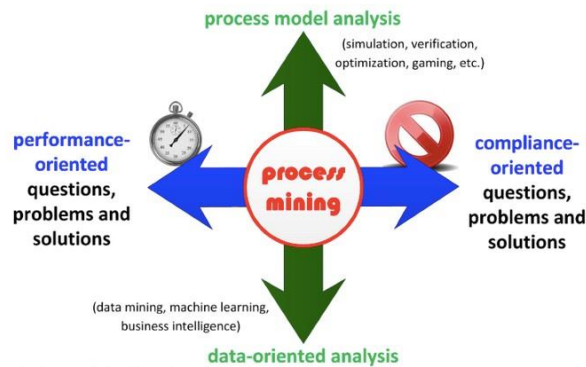 process model analysis
(simulation, verification,
optimization, gaming, etc.)
performance-
oriented
questions,
problems and
solutions
process
mining
compliance-
oriented
questions,
problems and
solutions
(data mining, machine learning,
business intelligence)
data-oriented analysis